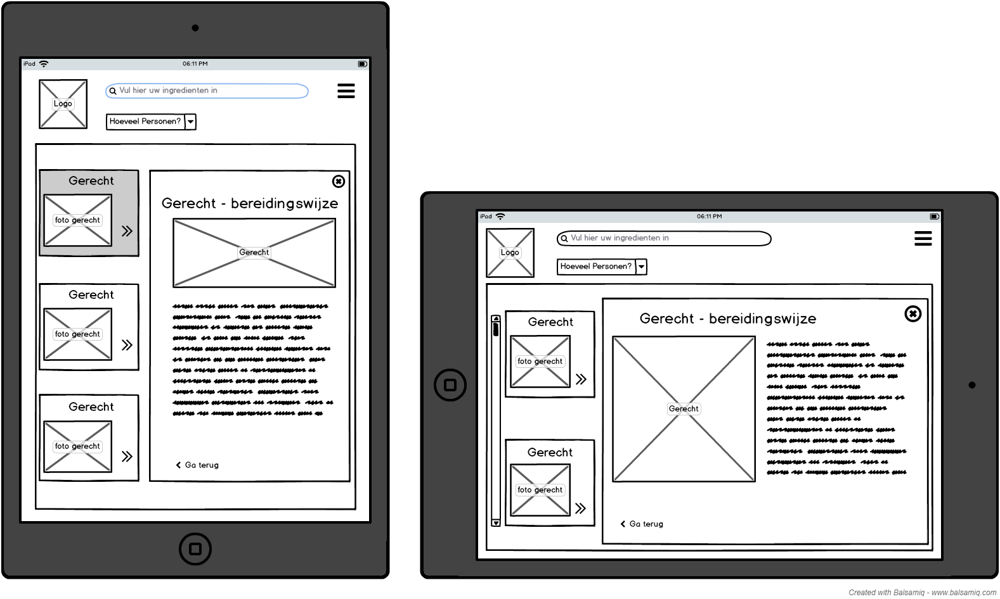 iPad
06:11 PM
Logo
Vul hier uw ingredienten in
Hoeveel Personen?
Gerecht
foto gerecht
Gerecht
foto gerecht
Gerecht
foto gerecht
Gerecht - bereidingswijze
Gerecht
Ga terug
iPad
06:11 PM
Logo
Vul hier uw ingredienten in
Hoeveel Personen?
Gerecht
foto gerecht
Gerecht
foto gerecht
Gerecht - bereidingswijze
Gerecht
Ga terug
Created with Balsamiq - www.balsamiq.com